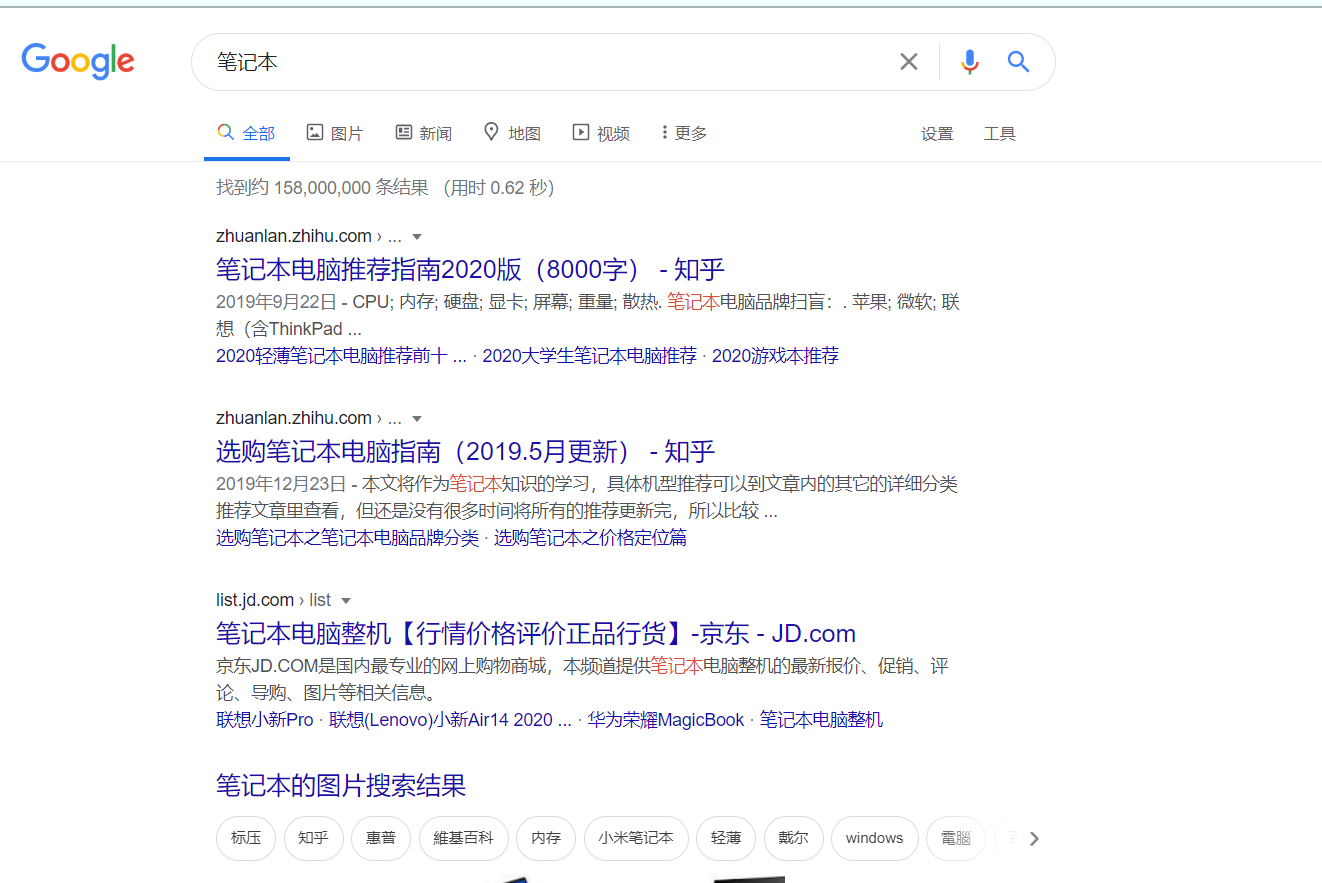 Google
笔记本
全部 图片 新闻 地图 视频 更多 设置 工具
找到约 158,000,000 条结果 （用时 0.62 秒）
zhuanlan.zhihu.com › ...
笔记本电脑推荐指南2020版（8000字） - 知乎
2019年9月22日 - CPU; 内存; 硬盘; 显卡; 屏幕; 重量; 散热. 笔记本电脑品牌扫盲：. 苹果; 微软; 联
想（含ThinkPad ...
2020轻薄笔记本电脑推荐前十 ... · 2020大学生笔记本电脑推荐 · 2020游戏本推荐
zhuanlan.zhihu.com › ...
选购笔记本电脑指南（2019.5月更新） - 知乎
2019年12月23日 - 本文将作为笔记本知识的学习，具体机型推荐可以到文章内的其它的详细分类
推荐文章里查看，但还是没有很多时间将所有的推荐更新完，所以比较 ...
选购笔记本之笔记本电脑品牌分类 · 选购笔记本之价格定位篇
list.jd.com › list
笔记本电脑整机【行情价格评价正品行货】-京东 - JD.com
京东JD.COM是国内最专业的网上购物商城，本频道提供笔记本电脑整机的最新报价、促销、评
论、导购、图片等相关信息。
联想小新Pro · 联想(Lenovo)小新Air14 2020 ... · 华为荣耀MagicBook · 笔记本电脑整机
笔记本的图片搜索结果
标压 知乎 惠普 維基百科 内存 小米笔记本 轻薄 戴尔 windows 電腦